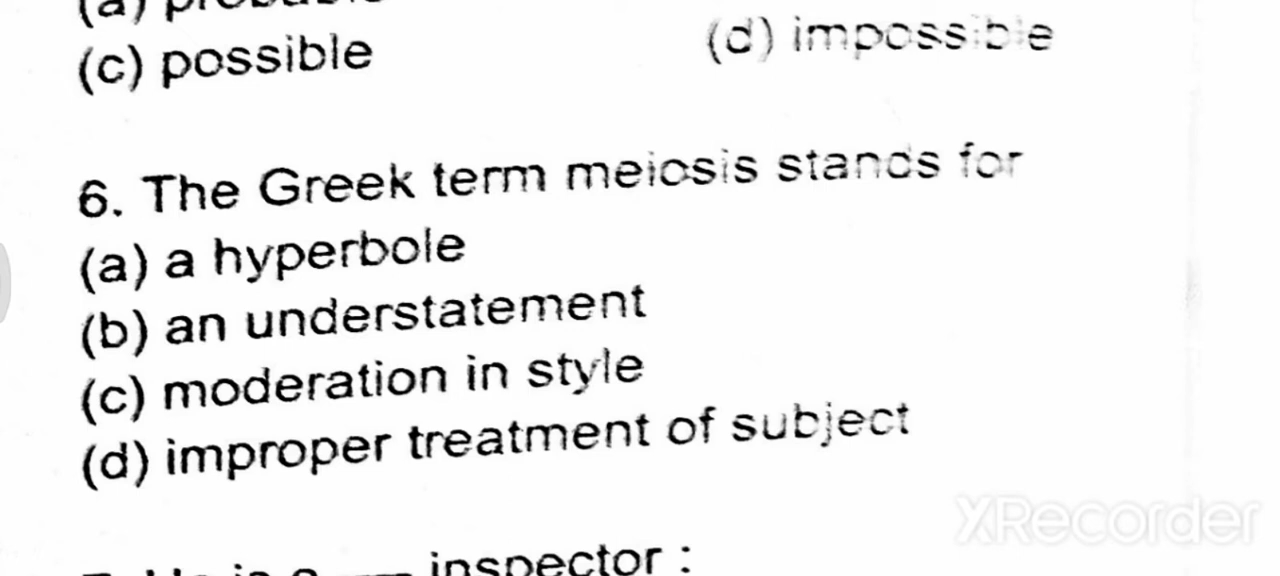 (c) possible (d) impossible
6. The Greek term meiosis stands for
(a) a hyperbole
(b) an understatement
(c) moderation in style
(d) improper treatment of subject
inspector :
XRecorder